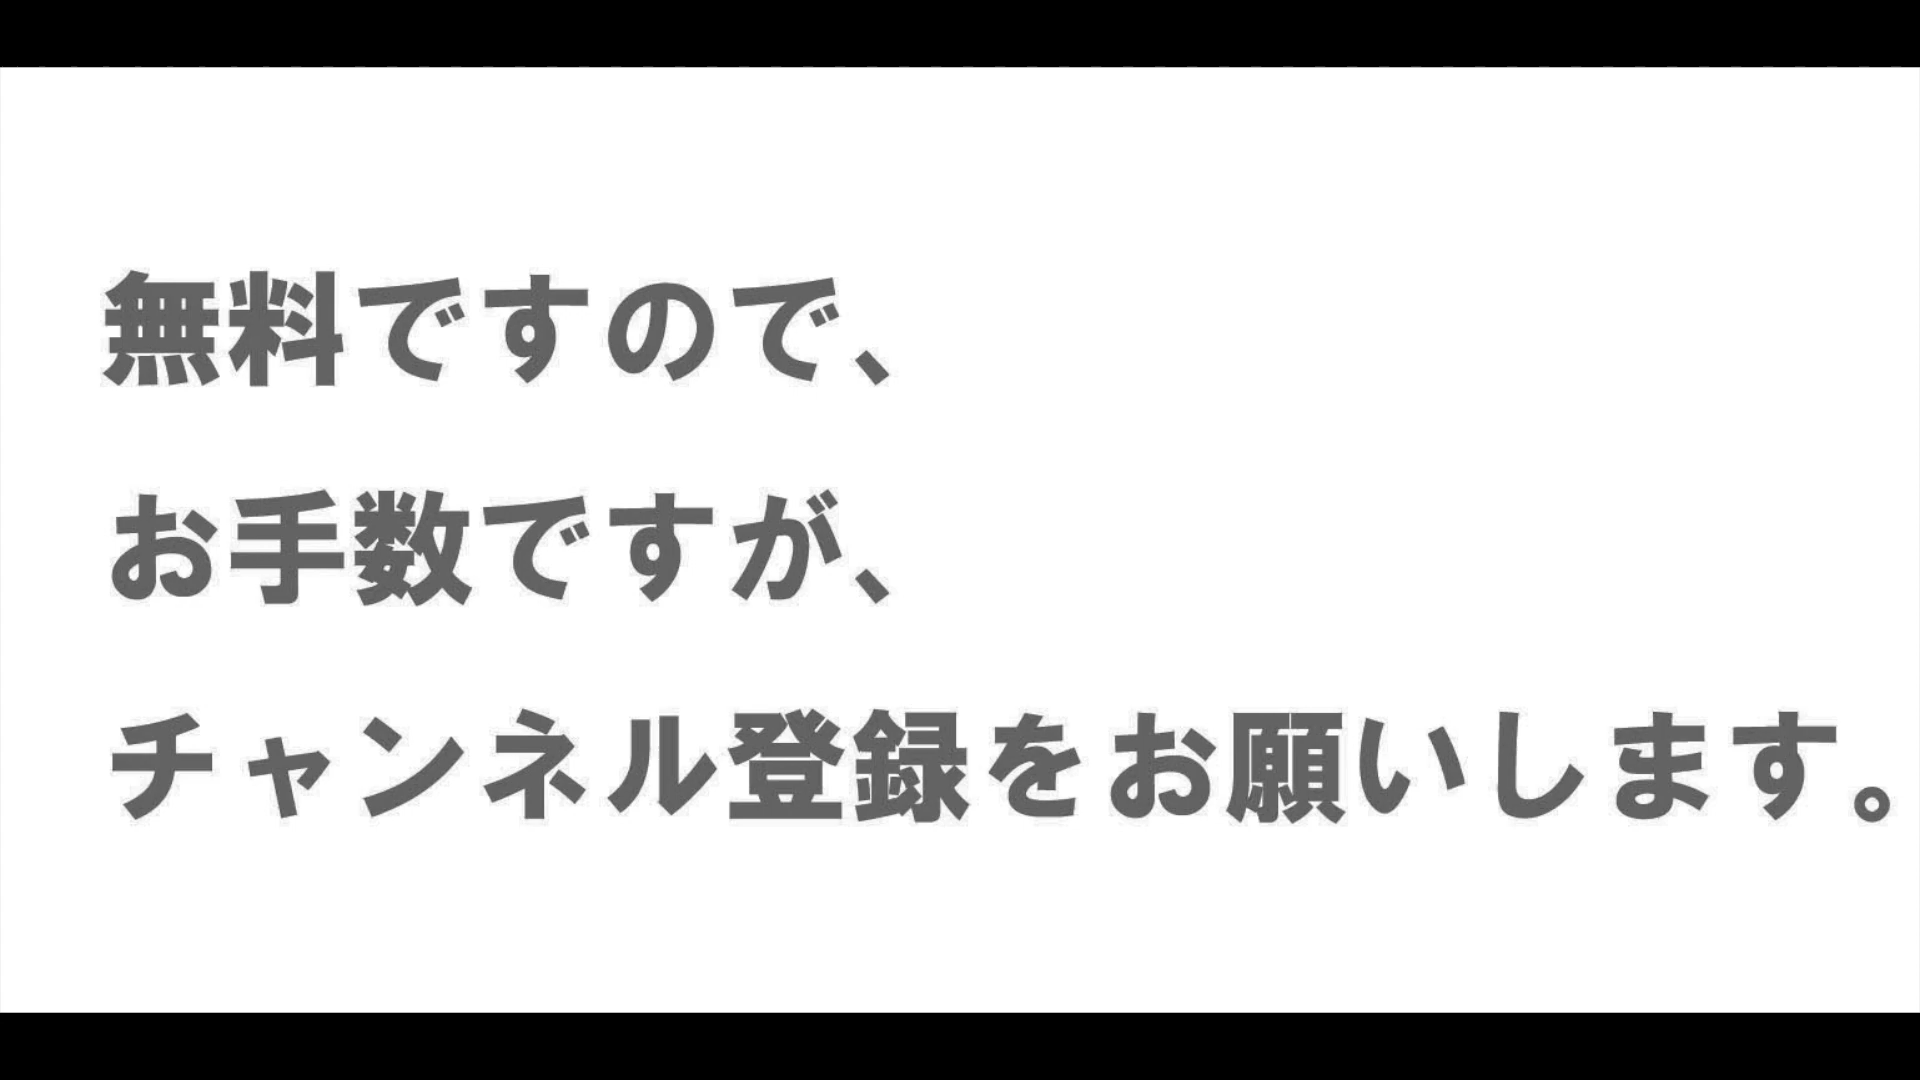 無料ですので、
お手数ですが、
チャンネル登録をお願いします。